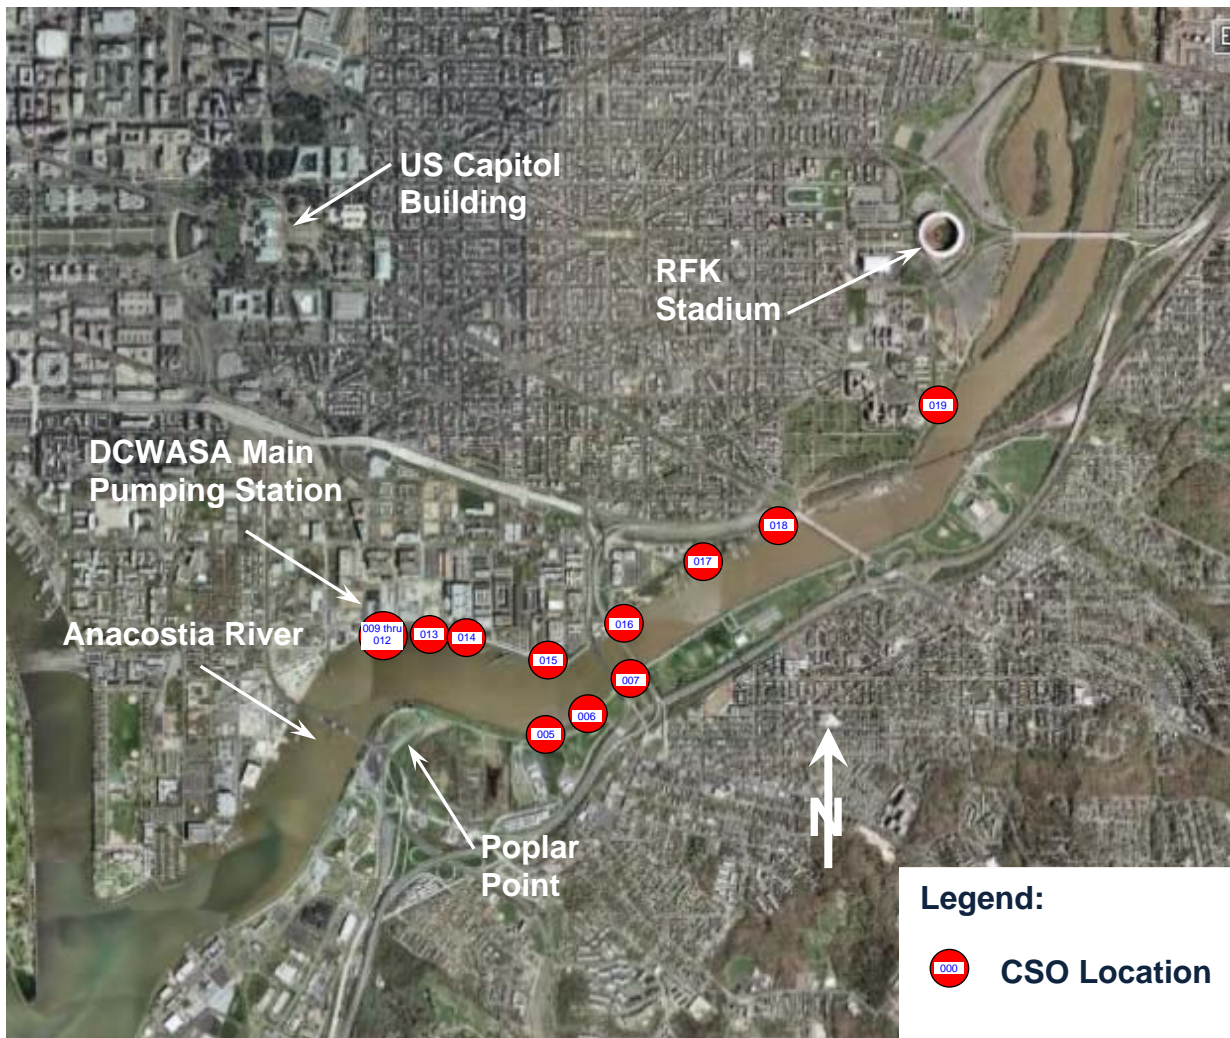 E
US Capitol
Building
RFK
Stadium
019
DCWASA Main
Pumping Station
018
017
Anacostia River
009 thru
012
013
014
016
015
007
006
005
N
Poplar
Point
Legend:
000
CSO Location